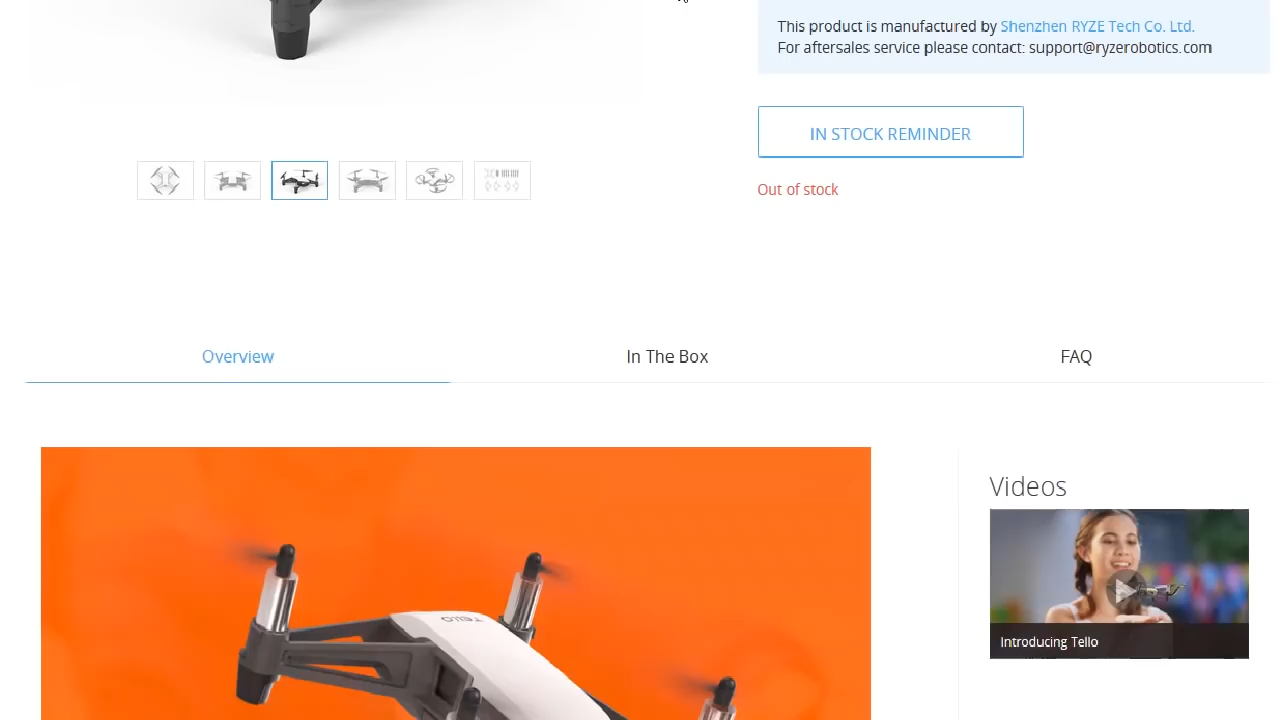 This product is manufactured by Shenzhen RYZE Tech Co. Ltd.
For aftersales service please contact: support@ryzerobotics.com
IN STOCK REMINDER
Out of stock
Overview
In The Box
FAQ
Videos
TELLO
Introducing Tello